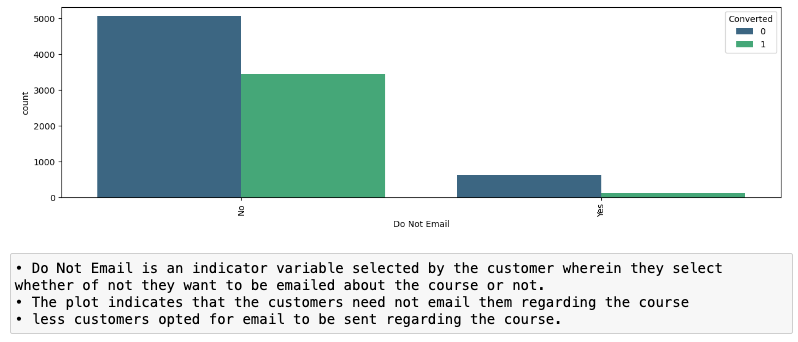 Converted
0
1
5000
4000
3000
2000
1000
0
count
No
Yes
Do Not Email
• Do Not Email is an indicator variable selected by the customer wherein they select
whether of not they want to be emailed about the course or not.
• The plot indicates that the customers need not email them regarding the course
• less customers opted for email to be sent regarding the course.